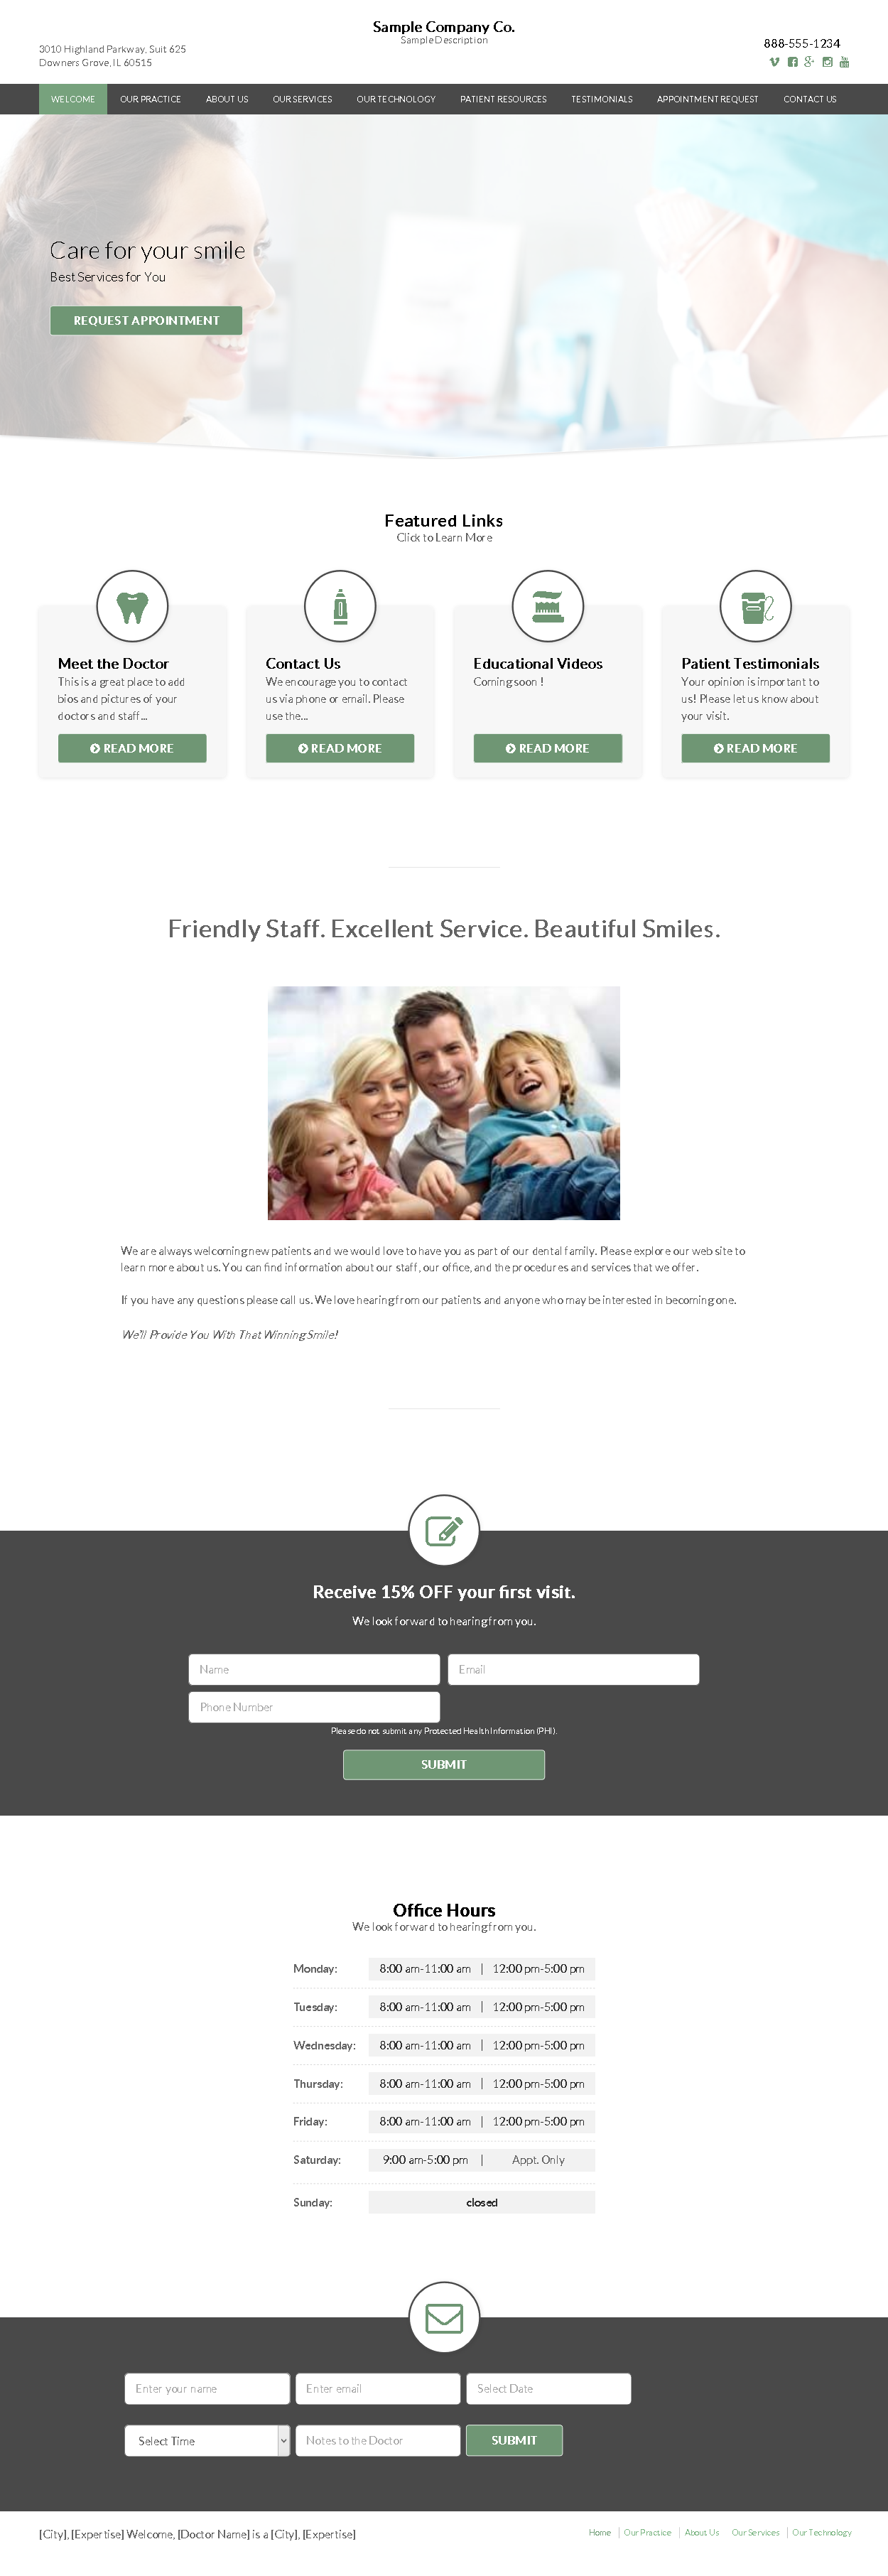 Sample Company Co.
Sample Description
3010 Highland Parkway, Suit 625
Downers Grove, IL 60515
888-555-1234
WELCOME OUR PRACTICE ABOUT US OUR SERVICES OUR TECHNOLOGY PATIENT RESOURCES TESTIMONIALS APPOINTMENT REQUEST CONTACT US
Care for your smile
Best Services for You
REQUEST APPOINTMENT
Featured Links
Click to Learn More
Meet the Doctor
This is a great place to add
bios and pictures of your
doctors and staff...
READ MORE
Contact Us
We encourage you to contact
us via phone or email. Please
use the...
READ MORE
Educational Videos
Coming soon !
READ MORE
Patient Testimonials
Your opinion is important to
us! Please let us know about
your visit.
READ MORE
Friendly Staff. Excellent Service. Beautiful Smiles.
We are always welcoming new patients and we would love to have you as part of our dental family. Please explore our web site to
learn more about us. You can find information about our staff, our office, and the procedures and services that we offer.
If you have any questions please call us. We love hearing from our patients and anyone who may be interested in becoming one.
We'll Provide You With That Winning Smile!
Receive 15% OFF your first visit.
We look forward to hearing from you.
Name Email
Phone Number
Please do not submit any Protected Health Information (PHI).
SUBMIT
Office Hours
We look forward to hearing from you.
Monday: 8:00 am-11:00 am | 12:00 pm-5:00 pm
Tuesday: 8:00 am-11:00 am | 12:00 pm-5:00 pm
Wednesday: 8:00 am-11:00 am | 12:00 pm-5:00 pm
Thursday: 8:00 am-11:00 am | 12:00 pm-5:00 pm
Friday: 8:00 am-11:00 am | 12:00 pm-5:00 pm
Saturday: 9:00 am-5:00 pm | Appt. Only
Sunday: closed
Enter your name Enter email Select Date
Select Time Notes to the Doctor SUBMIT
[City], [Expertise] Welcome, [Doctor Name] is a [City], [Expertise]
Home | Our Practice | About Us Our Services | Our Technology